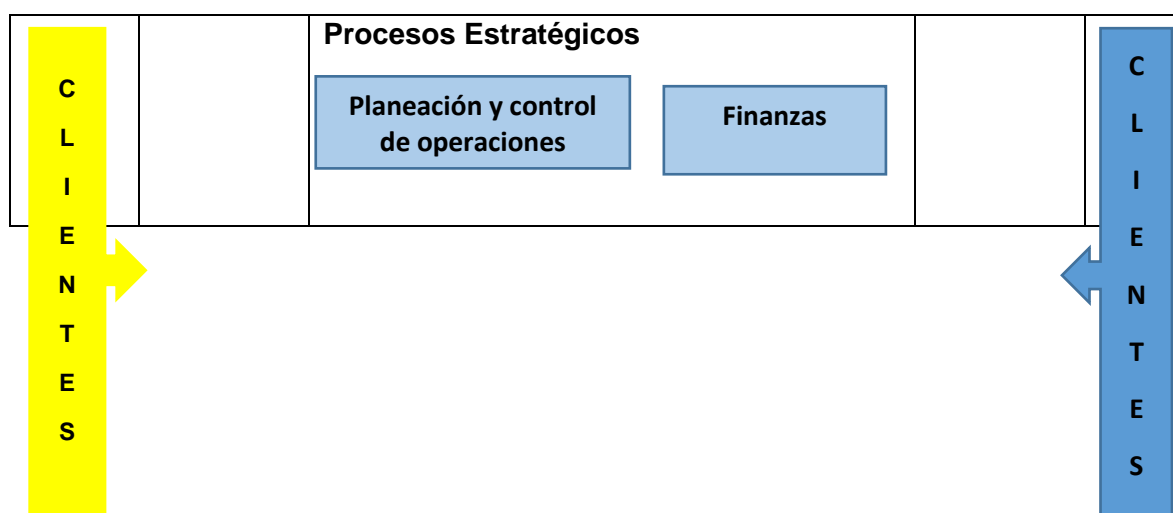 Procesos Estratégicos
Planeación y control
de operaciones
Finanzas
C
L
I
E
N
T
E
S
C
L
I
E
N
T
E
S